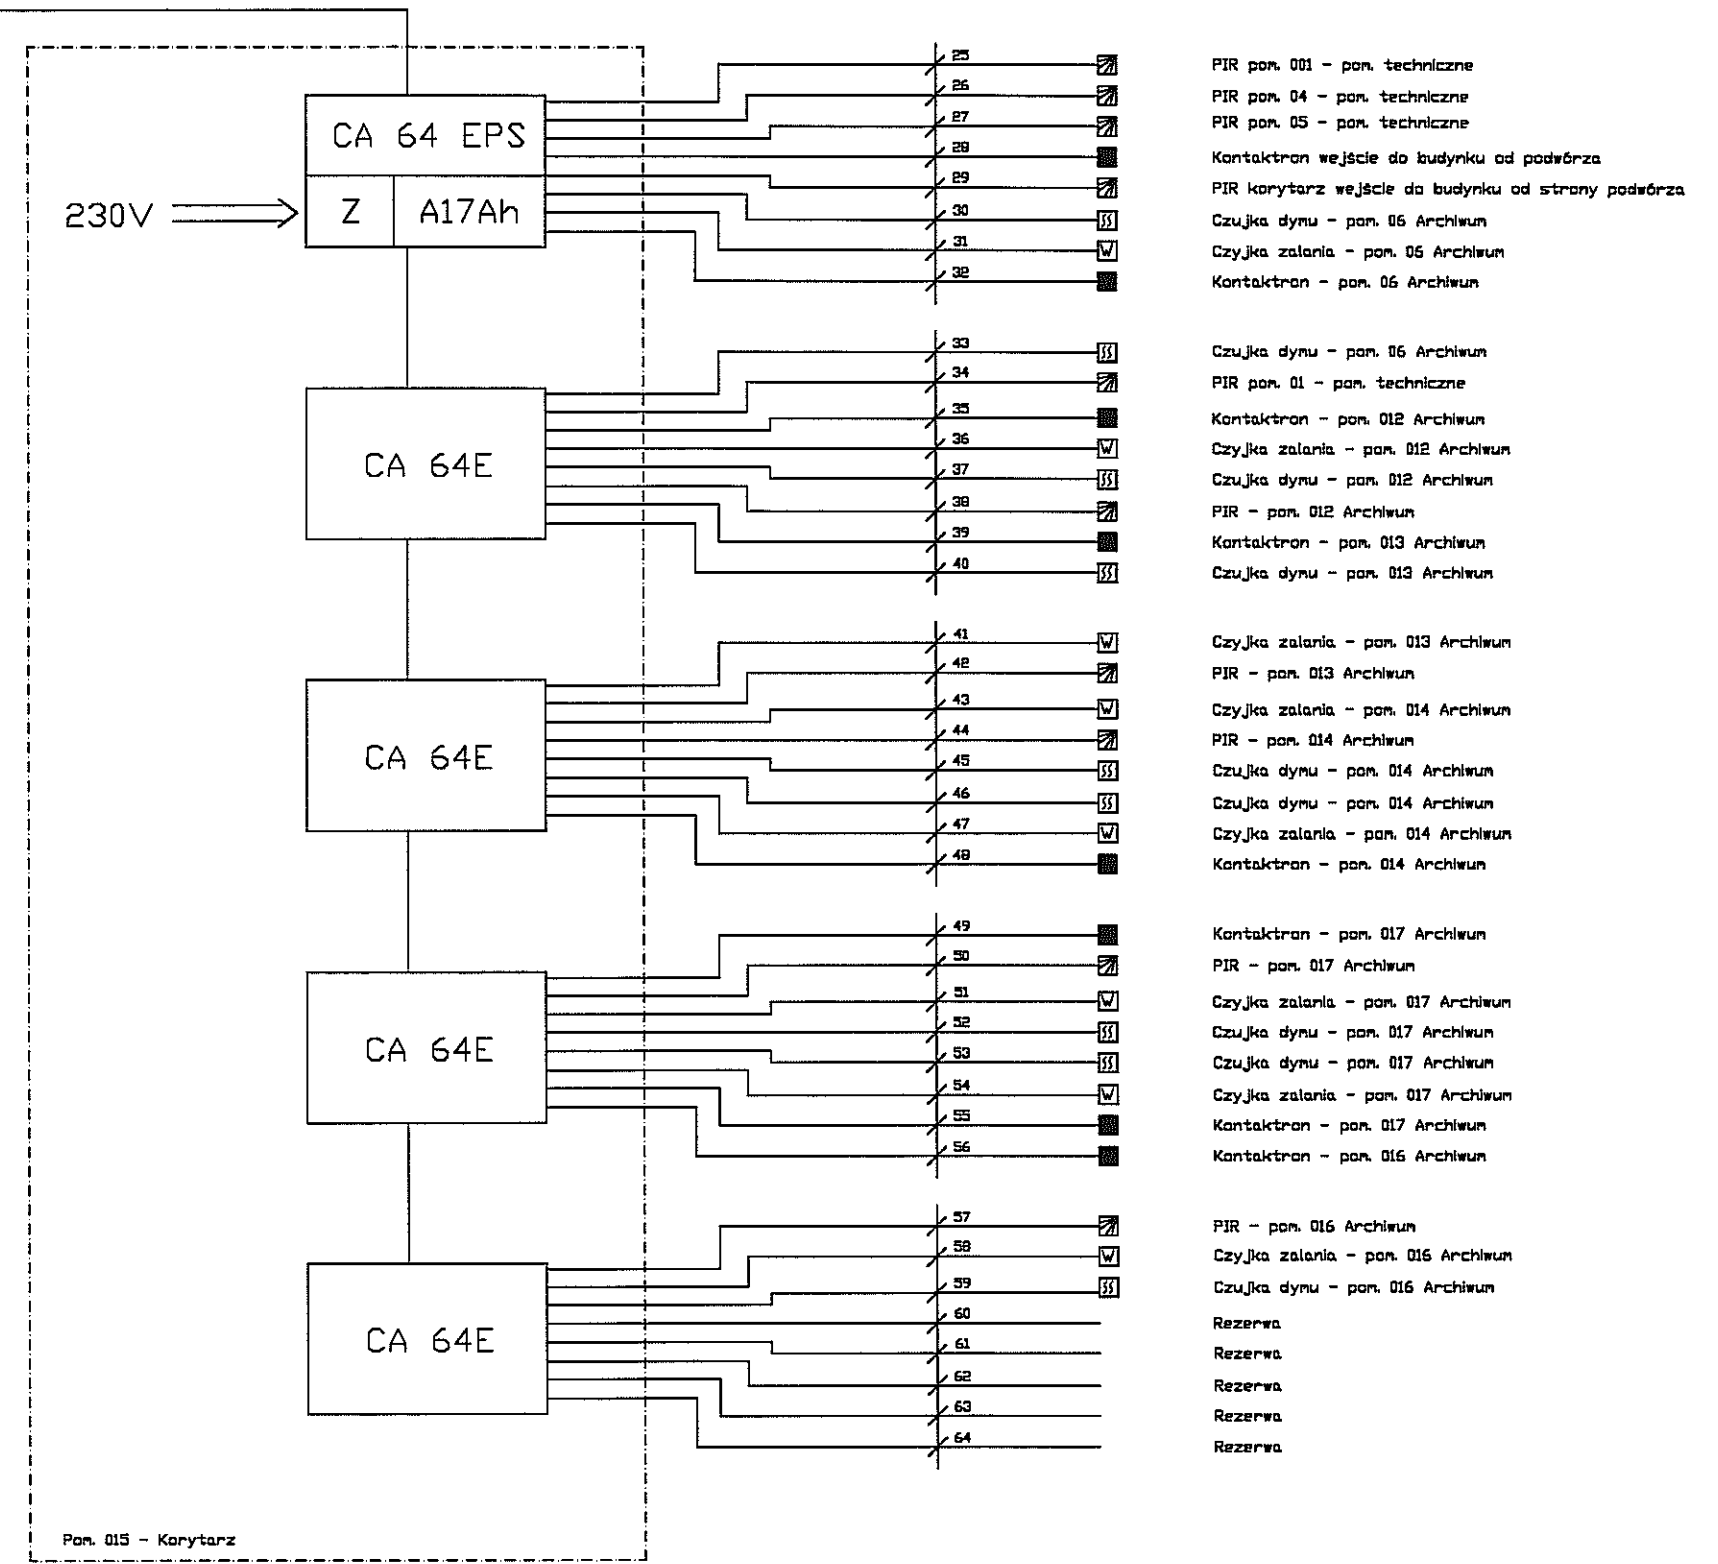 25 PIR pom. 001 - pom. techniczne
26 PIR pom. 04 - pom. techniczne
27 PIR pom. 05 - pom. techniczne
28 Kontaktron wejście do budynku od podwórza
29 PIR korytarz wejście do budynku od strony podwórza
30 Czujka dymu - pom. 06 Archiwum
31 Czyjka zalania - pom. 06 Archiwum
32 Kontaktron - pom. 06 Archiwum
CA 64 EPS
230V
Z
A17Ah
33 Czujka dymu - pom. 06 Archiwum
34 PIR pom. 01 - pom. techniczne
35 Kontaktron - pom. 012 Archiwum
36 Czyjka zalania - pom. 012 Archiwum
37 Czujka dymu - pom. 012 Archiwum
38 PIR - pom. 012 Archiwum
39 Kontaktron - pom. 013 Archiwum
40 Czujka dymu - pom. 013 Archiwum
CA 64E
41 W Czyjka zalania - pom. 013 Archiwum
42 PIR - pom. 013 Archiwum
43 W Czyjka zalania - pom. 014 Archiwum
44 PIR - pom. 014 Archiwum
45 Czujka dymu - pom. 014 Archiwum
46 Czujka dymu - pom. 014 Archiwum
47 W Czyjka zalania - pom. 014 Archiwum
48 Kontaktron - pom. 014 Archiwum
CA 64E
49 Kontaktron - pom. 017 Archiwum
50 PIR - pom. 017 Archiwum
51 W Czyjka zalania - pom. 017 Archiwum
52 Czujka dymu - pom. 017 Archiwum
53 Czujka dymu - pom. 017 Archiwum
54 W Czyjka zalania - pom. 017 Archiwum
55 Kontaktron - pom. 017 Archiwum
56 Kontaktron - pom. 016 Archiwum
CA 64E
57 PIR - pom. 016 Archiwum
58 W Czyjka zalania - pom. 016 Archiwum
59 Czujka dymu - pom. 016 Archiwum
60 Rezerwa
61 Rezerwa
62 Rezerwa
63 Rezerwa
64 Rezerwa
CA 64E
Pom. 015 - Korytarz